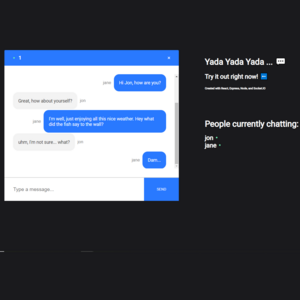 1
×
Yada Yada Yada ...
Try it out right now!
Created with React, Express, Node, and Socket.IO
jane
Hi Jon, how are you?
Great, how about yourself?
jon
jane
I'm well, just enjoying all this nice weather. Hey what
did the fish say to the wall?
uhm, I'm not sure... what?
jon
jane
Dam...
Type a message...
SEND
People currently chatting:
jon
jane